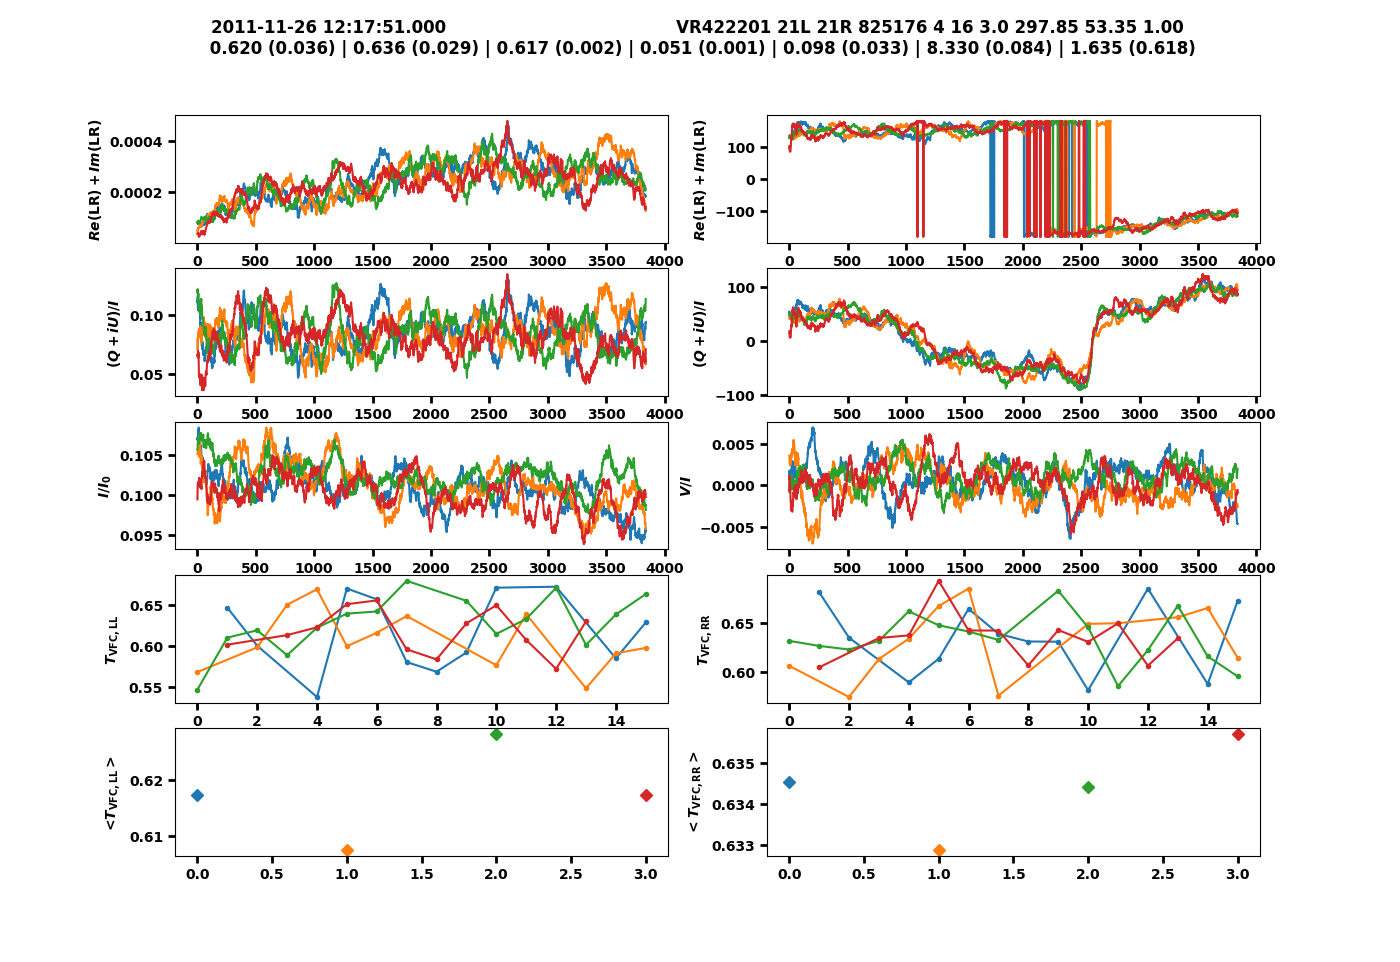 2011-11-26 12:17:51.000 VR422201 21L 21R 825176 4 16 3.0 297.85 53.35 1.00
0.620 (0.036) | 0.636 (0.029) | 0.617 (0.002) | 0.051 (0.001) | 0.098 (0.033) | 8.330 (0.084) | 1.635 (0.618)
Re(LR) + Im(LR)
0.0004
0.0002
0 500 1000 1500 2000 2500 3000 3500 4000
Re(LR) + Im(LR)
100
0
−100
0 500 1000 1500 2000 2500 3000 3500 4000
(Q + iU)/I
0.10
0.05
0 500 1000 1500 2000 2500 3000 3500 4000
(Q + iU)/I
100
0
−100
0 500 1000 1500 2000 2500 3000 3500 4000
I/I0
0.105
0.100
0.095
0 500 1000 1500 2000 2500 3000 3500 4000
V/I
0.005
0.000
−0.005
0 500 1000 1500 2000 2500 3000 3500 4000
TVFC, LL
0.65
0.60
0.55
0 2 4 6 8 10 12 14
TVFC, RR
0.65
0.60
0 2 4 6 8 10 12 14
<TVFC, LL >
0.62
0.61
0.0 0.5 1.0 1.5 2.0 2.5 3.0
< TVFC, RR >
0.635
0.634
0.633
0.0 0.5 1.0 1.5 2.0 2.5 3.0